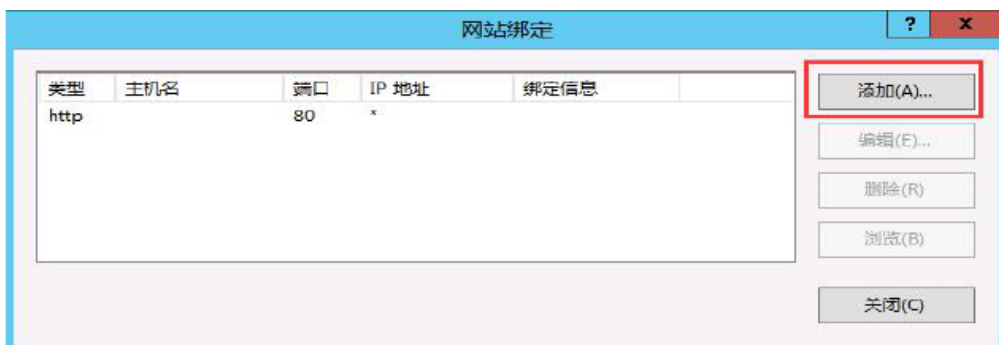 网站绑定
? x
类型 主机名 端口 IP 地址 绑定信息
http 80 *
添加(A)...
编辑(E)...
删除(R)
浏览(B)
关闭(C)